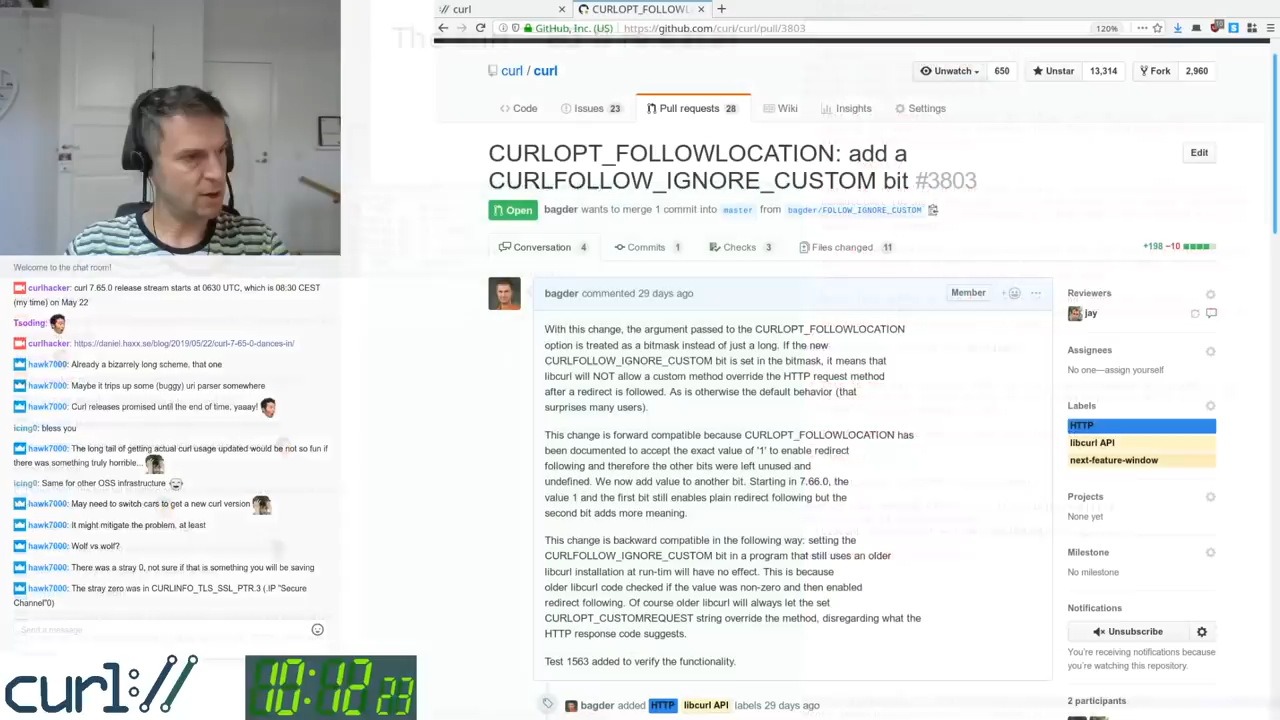 curl
CURLOPT_FOLLOWL
GitHub, Inc. (US)
https://github.com/curl/curl/pull/3803
120%
curl / curl
Unwatch
650
Unstar
13,314
Fork
2,960
Code
Issues 23
Pull requests 28
Wiki
Insights
Settings
CURLOPT_FOLLOWLOCATION: add a
CURLFOLLOW_IGNORE_CUSTOM bit #3803
Edit
Open
bagder wants to merge 1 commit into master from bagder/FOLLOW_IGNORE_CUSTOM
Conversation 4
Commits 1
Checks 3
Files changed 11
+198 −10
bagder commented 29 days ago
Member
With this change, the argument passed to the CURLOPT_FOLLOWLOCATION
option is treated as a bitmask instead of just a long. If the new
CURLFOLLOW_IGNORE_CUSTOM bit is set in the bitmask, it means that
libcurl will NOT allow a custom method override the HTTP request method
after a redirect is followed. As is otherwise the default behavior (that
surprises many users).
This change is forward compatible because CURLOPT_FOLLOWLOCATION has
been documented to accept the exact value of '1' to enable redirect
following and therefore the other bits were left unused and
undefined. We now add value to another bit. Starting in 7.66.0, the
value 1 and the first bit still enables plain redirect following but the
second bit adds more meaning.
This change is backward compatible in the following way: setting the
CURLFOLLOW_IGNORE_CUSTOM bit in a program that still uses an older
libcurl installation at run-tim will have no effect. This is because
older libcurl code checked if the value was non-zero and then enabled
redirect following. Of course older libcurl will always let the set
CURLOPT_CUSTOMREQUEST string override the method, disregarding what the
HTTP response code suggests.
Test 1563 added to verify the functionality.
bagder added HTTP libcurl API labels 29 days ago
Reviewers
jay
Assignees
No one—assign yourself
Labels
HTTP
libcurl API
next-feature-window
Projects
None yet
Milestone
No milestone
Notifications
Unsubscribe
You're receiving notifications because
you're watching this repository.
2 participants
Welcome to the chat room!
curlhacker: curl 7.65.0 release stream starts at 0630 UTC, which is 08:30 CEST
(my time) on May 22
Tsoding:
curlhacker: https://daniel.haxx.se/blog/2019/05/22/curl-7-65-0-dances-in/
hawk7000: Already a bizarrely long scheme, that one
hawk7000: Maybe it trips up some (buggy) uri parser somewhere
hawk7000: Curl releases promised until the end of time, yaaay!
icing0: bless you
hawk7000: The long tail of getting actual curl usage updated would be not so fun if
there was something truly horrible...
icing0: Same for other OSS infrastructure
hawk7000: May need to switch cars to get a new curl version
hawk7000: It might mitigate the problem, at least
hawk7000: Wolf vs wolf?
hawk7000: There was a stray 0, not sure if that is something you will be saving
hawk7000: The stray zero was in CURLINFO_TLS_SSL_PTR.3 (.IP "Secure
Channel"0)
Send a message
curl://
10:12 23